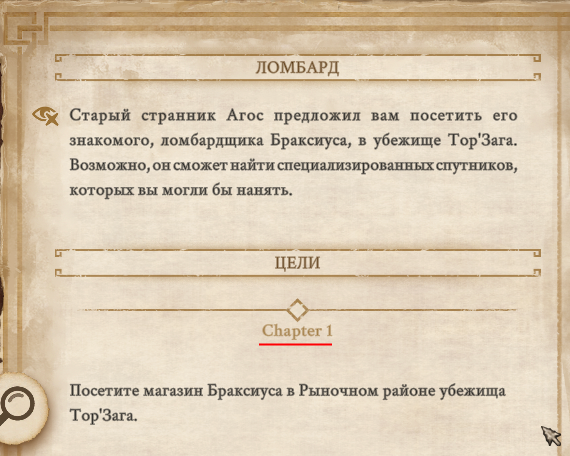 ЛОМБАРД
Старый странник Агос предложил вам посетить его
знакомого, ломбардщика Браксиуса, в убежище Тор'Зага.
Возможно, он сможет найти специализированных спутников,
которых вы могли бы нанять.
ЦЕЛИ
Chapter 1
Посетите магазин Браксиуса в Рыночном районе убежища
Тор'Зага.